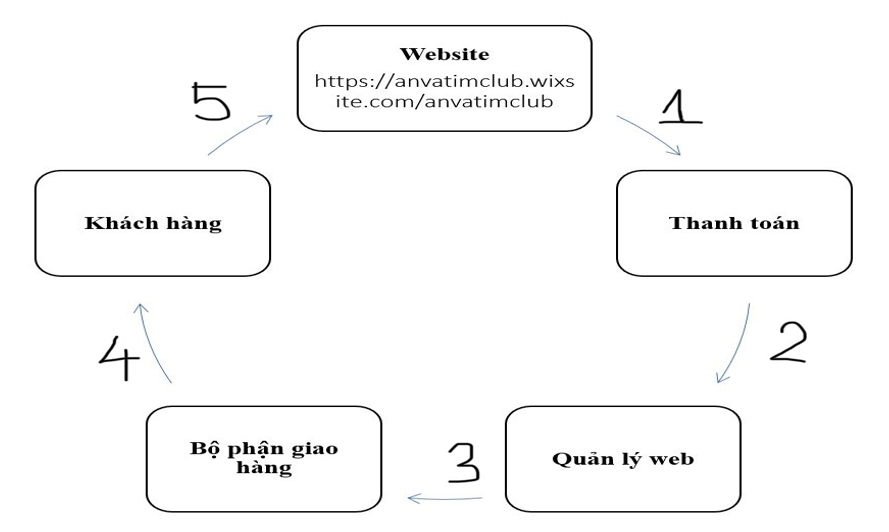 Website
https://anvatimclub.wixs
ite.com/anvatimclub
5
1
Khách hàng
Thanh toán
4
2
Bộ phận giao
hàng
3
Quản lý web